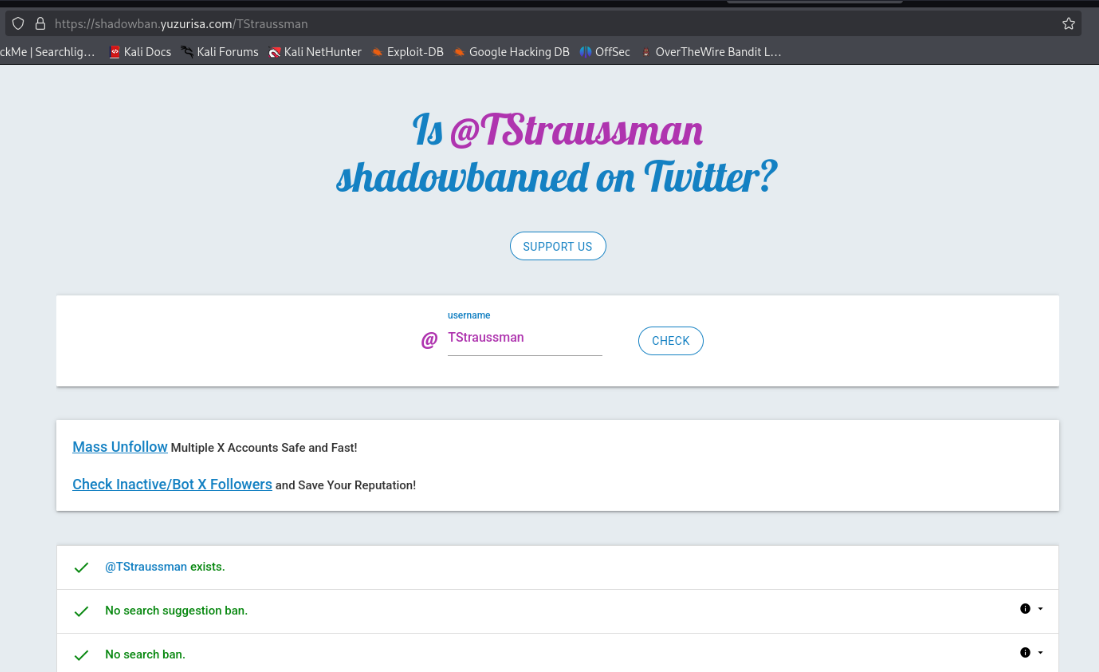 https://shadowban.yuzurisa.com/TStraussman
ckMe | Searchlig… Kali Docs Kali Forums Kali NetHunter Exploit-DB Google Hacking DB OffSec OverTheWire Bandit L…
Is @TStraussman
shadowbanned on Twitter?
SUPPORT US
username
@ TStraussman CHECK
Mass Unfollow Multiple X Accounts Safe and Fast!
Check Inactive/Bot X Followers and Save Your Reputation!
@TStraussman exists.
No search suggestion ban.
No search ban.